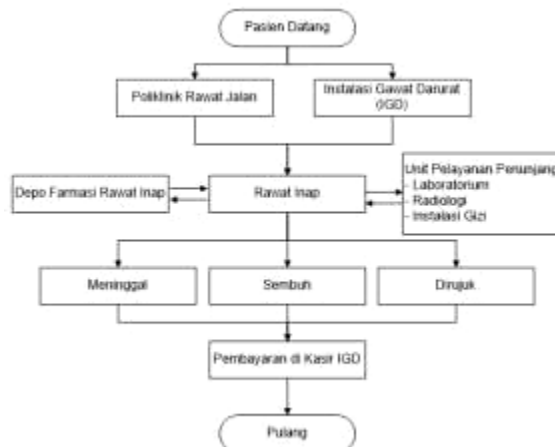 Pasien Datang
Poliklinik Rawat Jalan
Instalasi Gawat Darurat
(IGD)
Depo Farmasi Rawat Inap
Rawat Inap
Unit Pelayanan Penunjang
- Laboratorium
- Radiologi
- Instalasi Gizi
Meninggal
Sembuh
Dirujuk
Pembayaran di Kasir IGD
Pulang